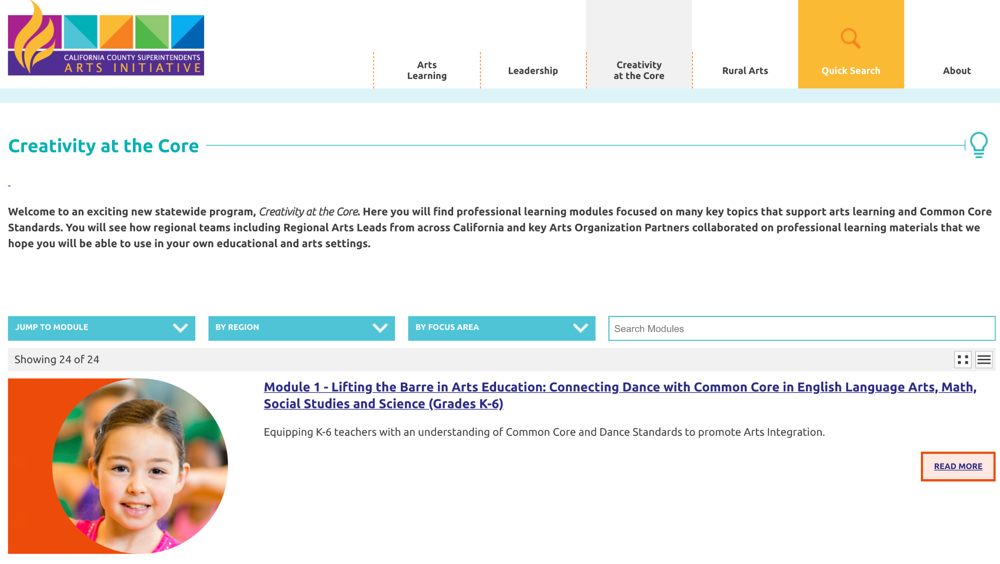 CALIFORNIA COUNTY SUPERINTENDENTS
ARTS INITIATIVE
Arts
Learning
Leadership
Creativity
at the Core
Rural Arts
Quick Search
About
Creativity at the Core
-
Welcome to an exciting new statewide program, Creativity at the Core. Here you will find professional learning modules focused on many key topics that support arts learning and Common Core
Standards. You will see how regional teams including Regional Arts Leads from across California and key Arts Organization Partners collaborated on professional learning materials that we
hope you will be able to use in your own educational and arts settings.
JUMP TO MODULE
BY REGION
BY FOCUS AREA
Search Modules
Showing 24 of 24
Module 1 - Lifting the Barre in Arts Education: Connecting Dance with Common Core in English Language Arts, Math,
Social Studies and Science (Grades K-6)
Equipping K-6 teachers with an understanding of Common Core and Dance Standards to promote Arts Integration.
READ MORE